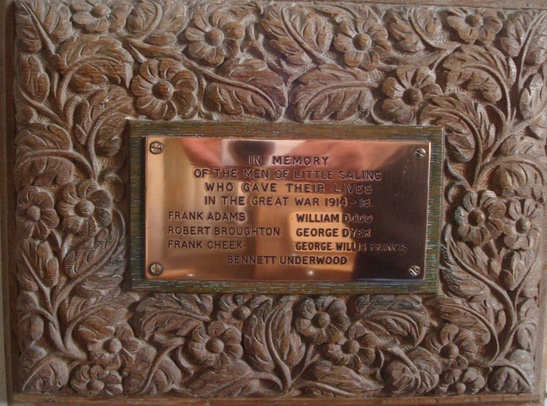 IN MEMORY
OF THE MEN OF LITTLE SALING
WHO GAVE THEIR LIVES
IN THE GREAT WAR 1914-18.
FRANK ADAMS WILLIAM DODD
ROBERT BROUGHTON GEORGE DYER
FRANK CHEEK GEORGE WILLIS FRANCIS
BENNETT UNDERWOOD